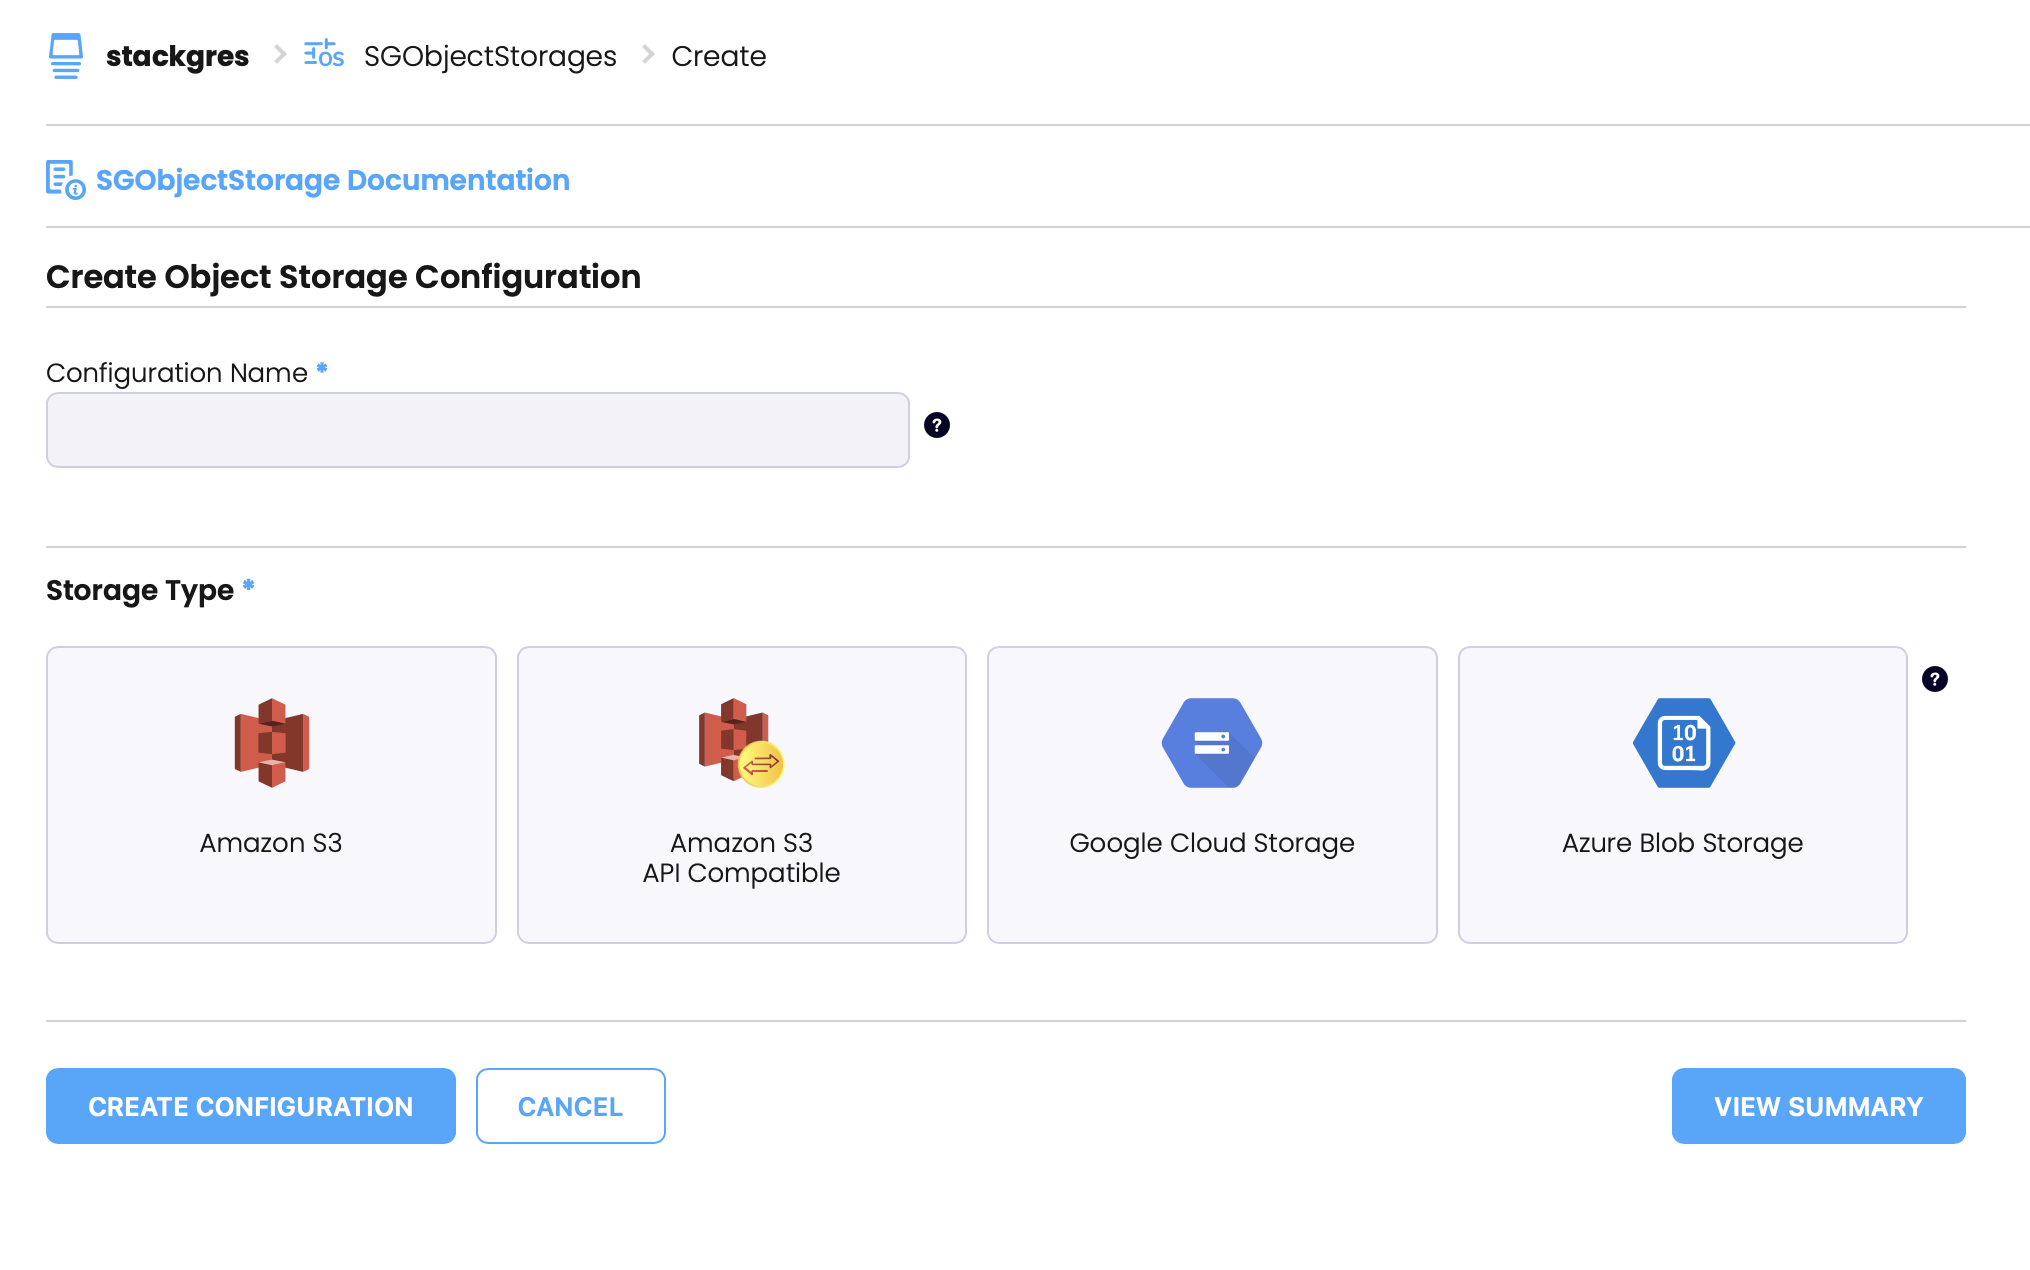 stackgres > SGObjectStorages > Create
SGObjectStorage Documentation
Create Object Storage Configuration
Configuration Name *
?
Storage Type *
?
Amazon S3
Amazon S3
API Compatible
Google Cloud Storage
10
01
Azure Blob Storage
CREATE CONFIGURATION
CANCEL
VIEW SUMMARY